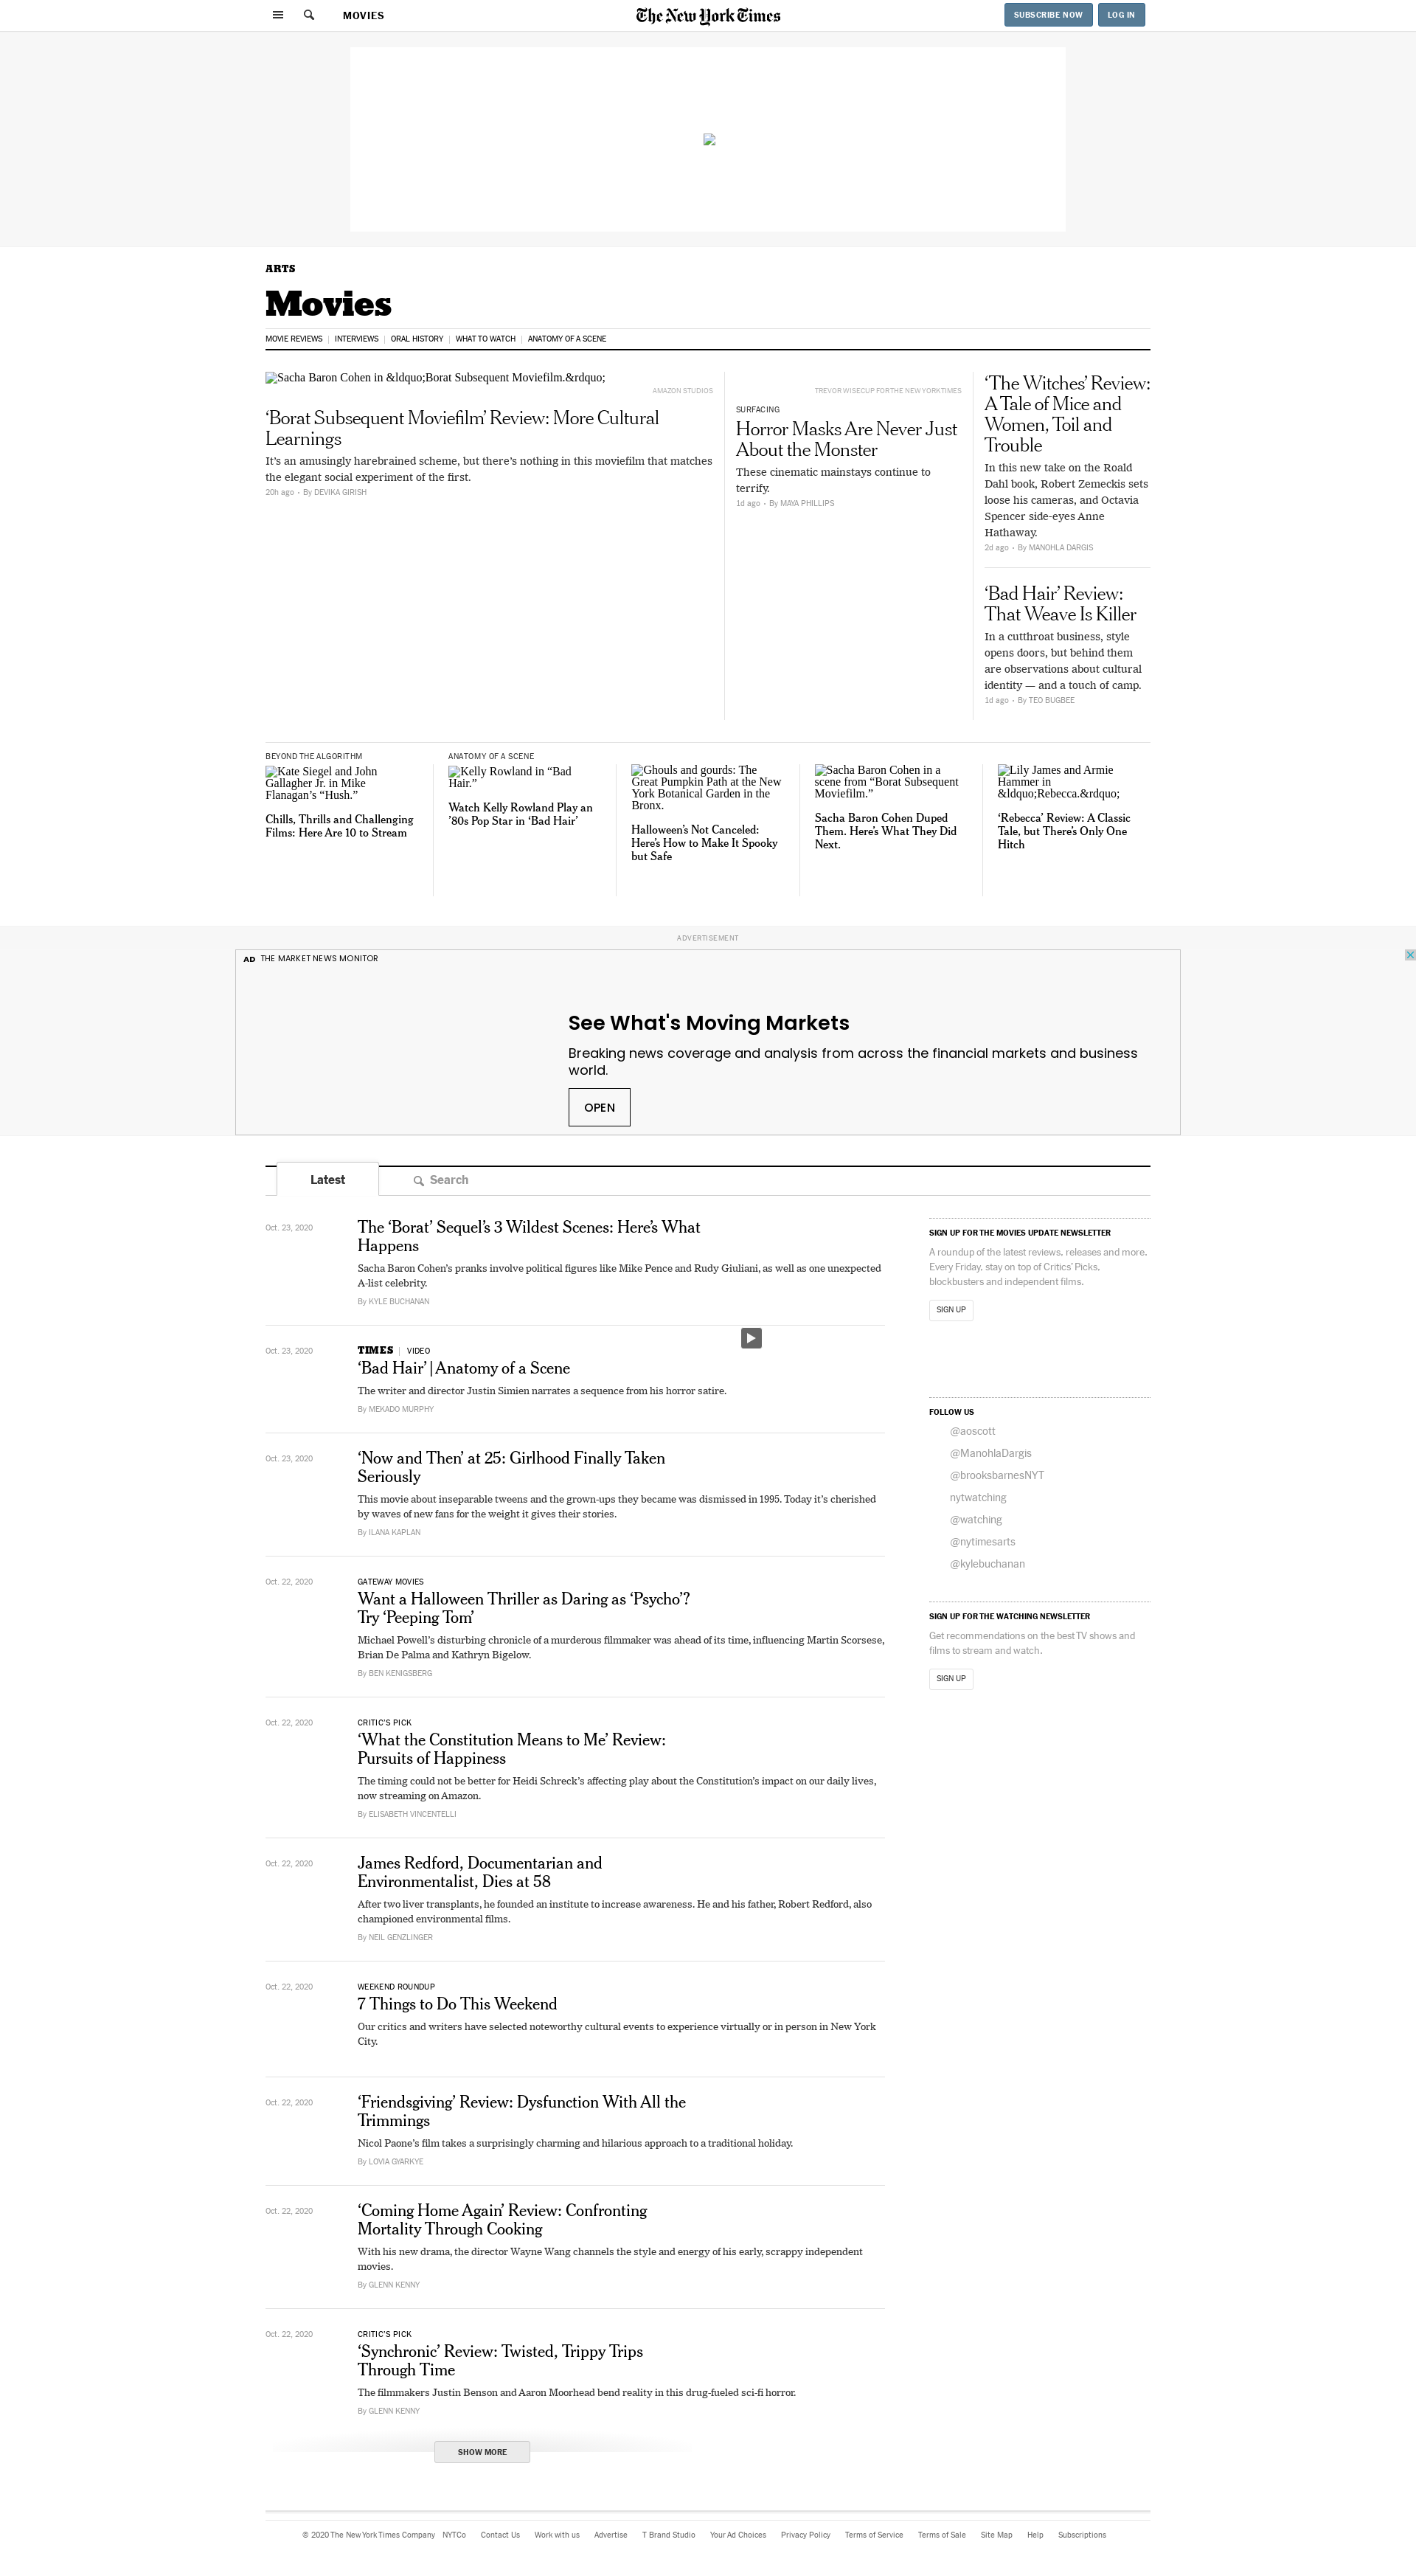 MOVIES
The New York Times
SUBSCRIBE NOW
LOG IN
ARTS
Movies
MOVIE REVIEWS
INTERVIEWS
ORAL HISTORY
WHAT TO WATCH
ANATOMY OF A SCENE
Sacha Baron Cohen in &ldquo;Borat Subsequent Moviefilm.&rdquo;
AMAZON STUDIOS
‘Borat Subsequent Moviefilm’ Review: More Cultural
Learnings
It’s an amusingly harebrained scheme, but there’s nothing in this moviefilm that matches
the elegant social experiment of the first.
20h ago • By DEVIKA GIRISH
TREVOR WISECUP FOR THE NEW YORK TIMES
SURFACING
Horror Masks Are Never Just
About the Monster
These cinematic mainstays continue to
terrify.
1d ago • By MAYA PHILLIPS
‘The Witches’ Review:
A Tale of Mice and
Women, Toil and
Trouble
In this new take on the Roald
Dahl book, Robert Zemeckis sets
loose his cameras, and Octavia
Spencer side-eyes Anne
Hathaway.
2d ago • By MANOHLA DARGIS
‘Bad Hair’ Review:
That Weave Is Killer
In a cutthroat business, style
opens doors, but behind them
are observations about cultural
identity — and a touch of camp.
1d ago • By TEO BUGBEE
BEYOND THE ALGORITHM
Kate Siegel and John
Gallagher Jr. in Mike
Flanagan’s “Hush.”
Chills, Thrills and Challenging
Films: Here Are 10 to Stream
ANATOMY OF A SCENE
Kelly Rowland in “Bad
Hair.”
Watch Kelly Rowland Play an
’80s Pop Star in ‘Bad Hair’
Ghouls and gourds: The
Great Pumpkin Path at the New
York Botanical Garden in the
Bronx.
Halloween’s Not Canceled:
Here’s How to Make It Spooky
but Safe
Sacha Baron Cohen in a
scene from “Borat Subsequent
Moviefilm.”
Sacha Baron Cohen Duped
Them. Here’s What They Did
Next.
Lily James and Armie
Hammer in
&ldquo;Rebecca.&rdquo;
‘Rebecca’ Review: A Classic
Tale, but There’s Only One
Hitch
ADVERTISEMENT
AD THE MARKET NEWS MONITOR
See What's Moving Markets
Breaking news coverage and analysis from across the financial markets and business
world.
OPEN
Latest
Search
Oct. 23, 2020
The ‘Borat’ Sequel’s 3 Wildest Scenes: Here’s What
Happens
Sacha Baron Cohen’s pranks involve political figures like Mike Pence and Rudy Giuliani, as well as one unexpected
A-list celebrity.
By KYLE BUCHANAN
Oct. 23, 2020
TIMES VIDEO
‘Bad Hair’ | Anatomy of a Scene
The writer and director Justin Simien narrates a sequence from his horror satire.
By MEKADO MURPHY
Oct. 23, 2020
‘Now and Then’ at 25: Girlhood Finally Taken
Seriously
This movie about inseparable tweens and the grown-ups they became was dismissed in 1995. Today it’s cherished
by waves of new fans for the weight it gives their stories.
By ILANA KAPLAN
Oct. 22, 2020
GATEWAY MOVIES
Want a Halloween Thriller as Daring as ‘Psycho’?
Try ‘Peeping Tom’
Michael Powell’s disturbing chronicle of a murderous filmmaker was ahead of its time, influencing Martin Scorsese,
Brian De Palma and Kathryn Bigelow.
By BEN KENIGSBERG
Oct. 22, 2020
CRITIC’S PICK
‘What the Constitution Means to Me’ Review:
Pursuits of Happiness
The timing could not be better for Heidi Schreck’s affecting play about the Constitution’s impact on our daily lives,
now streaming on Amazon.
By ELISABETH VINCENTELLI
Oct. 22, 2020
James Redford, Documentarian and
Environmentalist, Dies at 58
After two liver transplants, he founded an institute to increase awareness. He and his father, Robert Redford, also
championed environmental films.
By NEIL GENZLINGER
Oct. 22, 2020
WEEKEND ROUNDUP
7 Things to Do This Weekend
Our critics and writers have selected noteworthy cultural events to experience virtually or in person in New York
City.
Oct. 22, 2020
‘Friendsgiving’ Review: Dysfunction With All the
Trimmings
Nicol Paone’s film takes a surprisingly charming and hilarious approach to a traditional holiday.
By LOVIA GYARKYE
Oct. 22, 2020
‘Coming Home Again’ Review: Confronting
Mortality Through Cooking
With his new drama, the director Wayne Wang channels the style and energy of his early, scrappy independent
movies.
By GLENN KENNY
Oct. 22, 2020
CRITIC’S PICK
‘Synchronic’ Review: Twisted, Trippy Trips
Through Time
The filmmakers Justin Benson and Aaron Moorhead bend reality in this drug-fueled sci-fi horror.
By GLENN KENNY
SHOW MORE
SIGN UP FOR THE MOVIES UPDATE NEWSLETTER
A roundup of the latest reviews, releases and more.
Every Friday, stay on top of Critics’ Picks,
blockbusters and independent films.
SIGN UP
FOLLOW US
@aoscott
@ManohlaDargis
@brooksbarnesNYT
nytwatching
@watching
@nytimesarts
@kylebuchanan
SIGN UP FOR THE WATCHING NEWSLETTER
Get recommendations on the best TV shows and
films to stream and watch.
SIGN UP
© 2020 The New York Times Company NYTCo Contact Us Work with us Advertise T Brand Studio Your Ad Choices Privacy Policy Terms of Service Terms of Sale Site Map Help Subscriptions